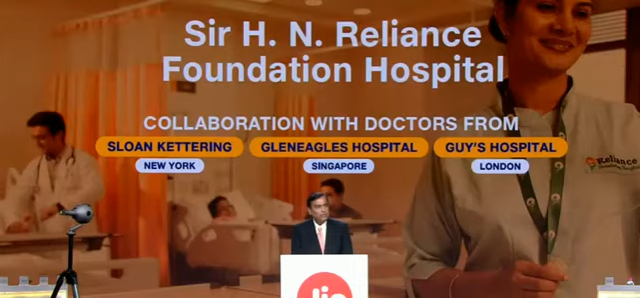 Sir H. N. Reliance
Foundation Hospital
COLLABORATION WITH DOCTORS FROM
SLOAN KETTERING GLENEAGLES HOSPITAL GUY'S HOSPITAL
NEW YORK SINGAPORE LONDON
Reliance
Jio